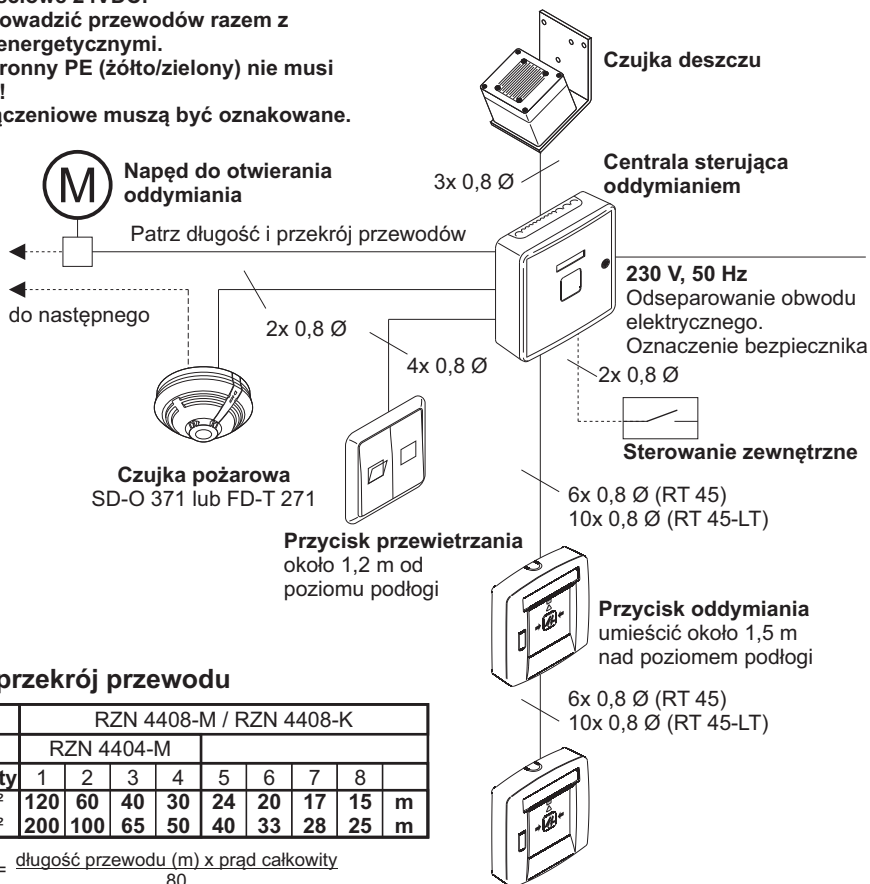 owadzić przewodów razem z
energetycznymi.
ronny PE (żółto/zielony) nie musi
!
ączeniowe muszą być oznakowane.
Czujka deszczu
M
Napęd do otwierania
oddymiania
3x 0,8 Ø
Centrala sterująca
oddymianiem
Patrz długość i przekrój przewodów
230 V, 50 Hz
Odseparowanie obwodu
elektrycznego.
Oznaczenie bezpiecznika
do następnego
2x 0,8 Ø
4x 0,8 Ø
2x 0,8 Ø
Sterowanie zewnętrzne
Czujka pożarowa
SD-O 371 lub FD-T 271
6x 0,8 Ø (RT 45)
10x 0,8 Ø (RT 45-LT)
Przycisk przewietrzania
około 1,2 m od
poziomu podłogi
Przycisk oddymiania
umieścić około 1,5 m
nad poziomem podłogi
przekrój przewodu
6x 0,8 Ø (RT 45)
10x 0,8 Ø (RT 45-LT)
RZN 4408-M / RZN 4408-K
RZN 4404-M
ty 1 2 3 4 5 6 7 8
² 120 60 40 30 24 20 17 15 m
² 200 100 65 50 40 33 28 25 m
= długość przewodu (m) x prąd całkowity
80